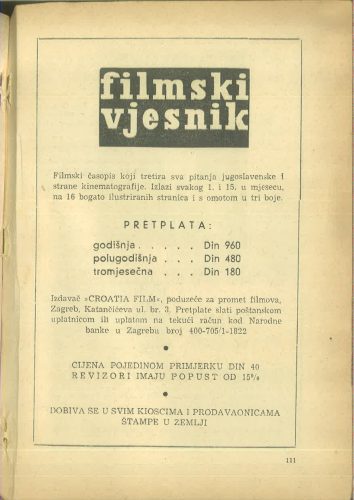 filmski
vjesnik
Filmski časopis koji tretira sva pitanja jugoslavenske i
strane kinematografije. Izlazi svakog 1. i 15. u mjesecu,
na 16 bogato ilustriranih stranica i s omotom u tri boje.
PRETPLATA:
godišnja . . . . . Din 960
polugodišnja . . . Din 480
tromjesečna . . . Din 180
Izdavač »CROATIA FILM«, poduzeće za promet filmova,
Zagreb, Katančićeva ul. br. 3. Pretplate slati poštanskom
uplatnicom ili uplatom na tekući račun kod Narodne
banke u Zagrebu broj 400-705/1-1822
•
CIJENA POJEDINOM PRIMJERKU DIN 40
REVIZORI IMAJU POPUST OD 15%
•
DOBIVA SE U SVIM KIOSCIMA I PRODAVAONICAMA
ŠTAMPE U ZEMLJI
111